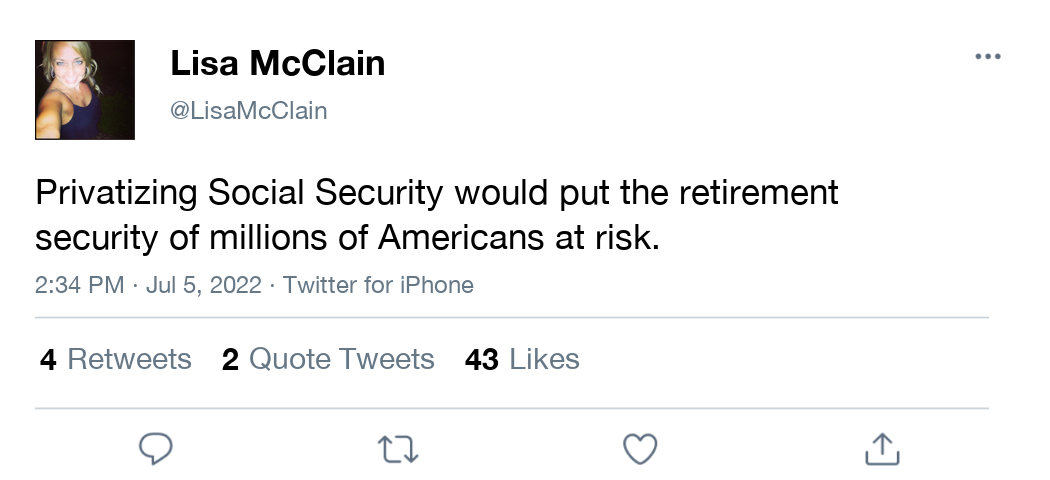 Lisa McClain
@LisaMcClain
Privatizing Social Security would put the retirement
security of millions of Americans at risk.
2:34 PM · Jul 5, 2022 · Twitter for iPhone
4 Retweets 2 Quote Tweets 43 Likes